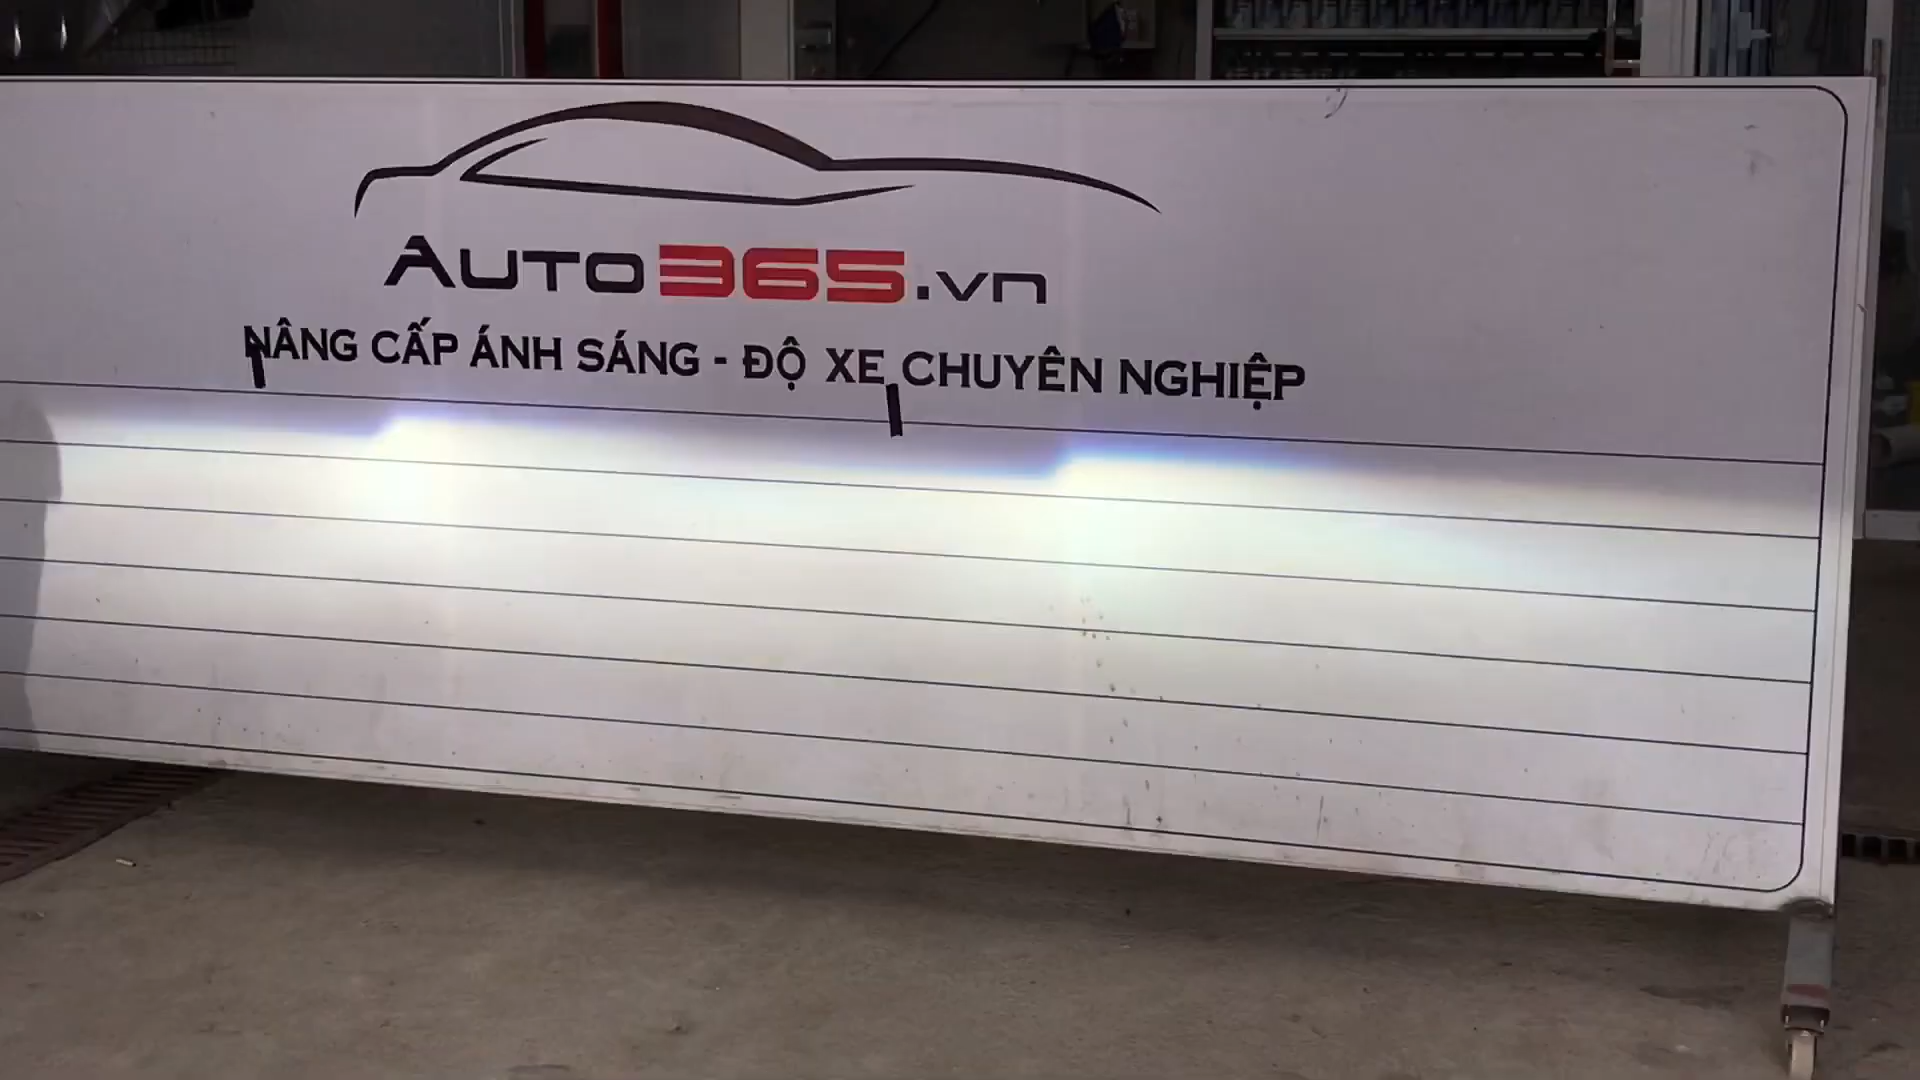 AUTO365.vn
NÂNG CẤP ÁNH SÁNG - ĐỘ XE CHUYÊN NGHIỆP